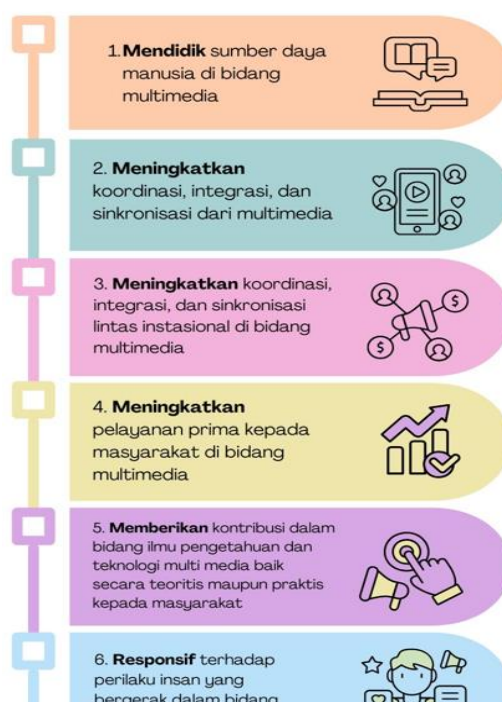 1. Mendidik sumber daya
manusia di bidang
multimedia
2. Meningkatkan
koordinasi, integrasi, dan
sinkronisasi dari multimedia
3. Meningkatkan koordinasi,
integrasi, dan sinkronisasi
lintas instasional di bidang
multimedia
4. Meningkatkan
pelayanan prima kepada
masyarakat di bidang
multimedia
5. Memberikan kontribusi dalam
bidang ilmu pengetahuan dan
teknologi multi media baik
secara teoritis maupun praktis
kepada masyarakat
6. Responsif terhadap
perilaku insan yang
bergerak dalam bidang
$
$